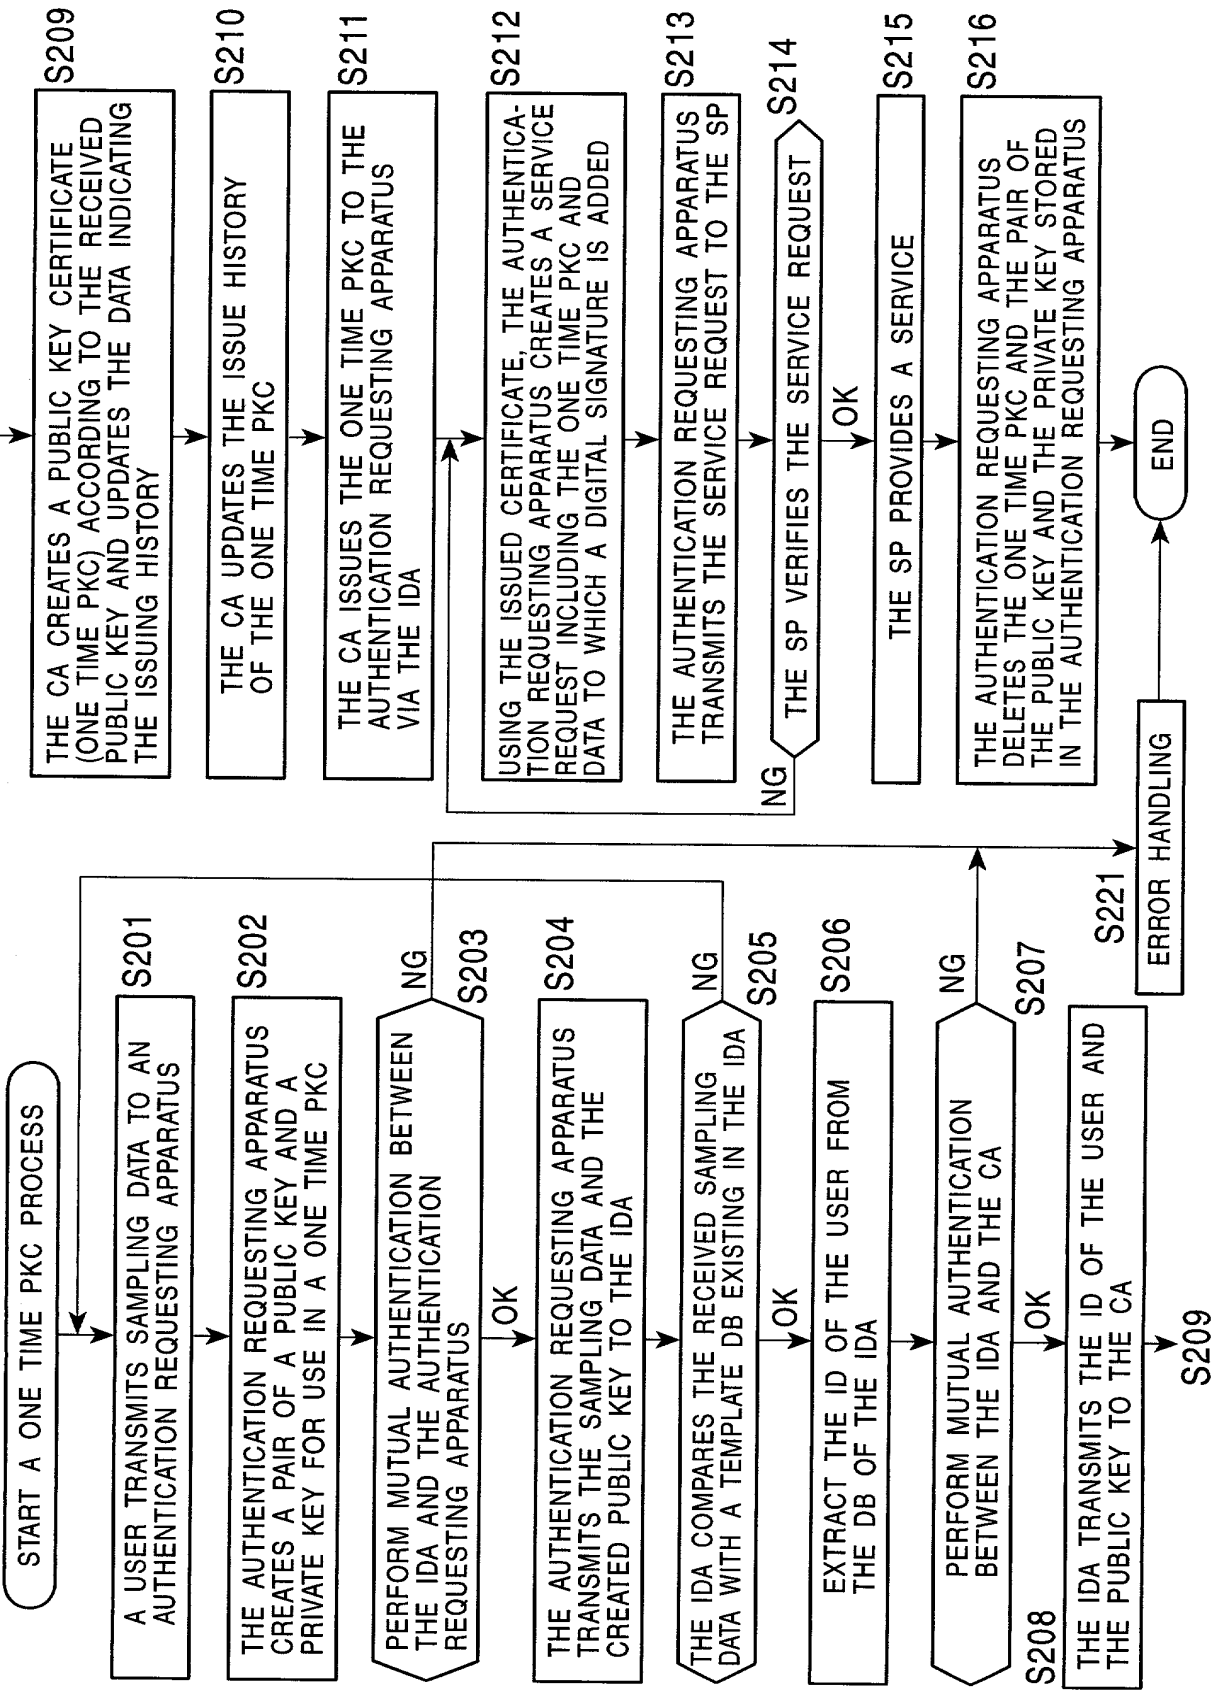 START A ONE TIME PKC PROCESS
S201
A USER TRANSMITS SAMPLING DATA TO AN
AUTHENTICATION REQUESTING APPARATUS
S202
THE AUTHENTICATION REQUESTING APPARATUS
CREATES A PAIR OF A PUBLIC KEY AND A
PRIVATE KEY FOR USE IN A ONE TIME PKC
NG
S203
PERFORM MUTUAL AUTHENTICATION BETWEEN
THE IDA AND THE AUTHENTICATION
REQUESTING APPARATUS
OK
S204
THE AUTHENTICATION REQUESTING APPARATUS
TRANSMITS THE SAMPLING DATA AND THE
CREATED PUBLIC KEY TO THE IDA
NG
S205
THE IDA COMPARES THE RECEIVED SAMPLING
DATA WITH A TEMPLATE DB EXISTING IN THE IDA
OK
S206
EXTRACT THE ID OF THE USER FROM
THE DB OF THE IDA
NG
S207
PERFORM MUTUAL AUTHENTICATION
BETWEEN THE IDA AND THE CA
OK
S208
THE IDA TRANSMITS THE ID OF THE USER AND
THE PUBLIC KEY TO THE CA
S209
S209
THE CA CREATES A PUBLIC KEY CERTIFICATE
(ONE TIME PKC) ACCORDING TO THE RECEIVED
PUBLIC KEY AND UPDATES THE DATA INDICATING
THE ISSUING HISTORY
S210
THE CA UPDATES THE ISSUE HISTORY
OF THE ONE TIME PKC
S211
THE CA ISSUES THE ONE TIME PKC TO THE
AUTHENTICATION REQUESTING APPARATUS
VIA THE IDA
S212
USING THE ISSUED CERTIFICATE, THE AUTHENTICA-
TION REQUESTING APPARATUS CREATES A SERVICE
REQUEST INCLUDING THE ONE TIME PKC AND
DATA TO WHICH A DIGITAL SIGNATURE IS ADDED
S213
THE AUTHENTICATION REQUESTING APPARATUS
TRANSMITS THE SERVICE REQUEST TO THE SP
S214
NG
THE SP VERIFIES THE SERVICE REQUEST
OK
S215
THE SP PROVIDES A SERVICE
S216
THE AUTHENTICATION REQUESTING APPARATUS
DELETES THE ONE TIME PKC AND THE PAIR OF
THE PUBLIC KEY AND THE PRIVATE KEY STORED
IN THE AUTHENTICATION REQUESTING APPARATUS
S221
ERROR HANDLING
END